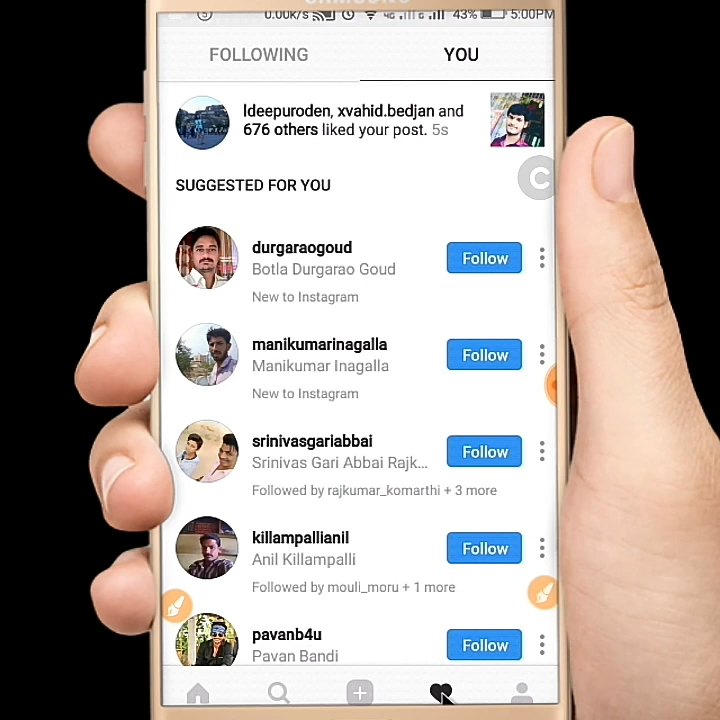 SAMSUNG
0.00k/s 4G 43% 5:00PM
FOLLOWING YOU
ldeepuroden, xvahid.bedjan and
676 others liked your post. 5s
C
SUGGESTED FOR YOU
durgaraogoud
Botla Durgarao Goud
Follow
New to Instagram
manikumarinagalla
Manikumar Inagalla
Follow
New to Instagram
srinivasgariabbai
Srinivas Gari Abbai Rajk...
Follow
Followed by rajkumar_komarthi + 3 more
killampallianil
Anil Killampalli
Follow
Followed by mouli_moru + 1 more
pavanb4u
Pavan Bandi
Follow